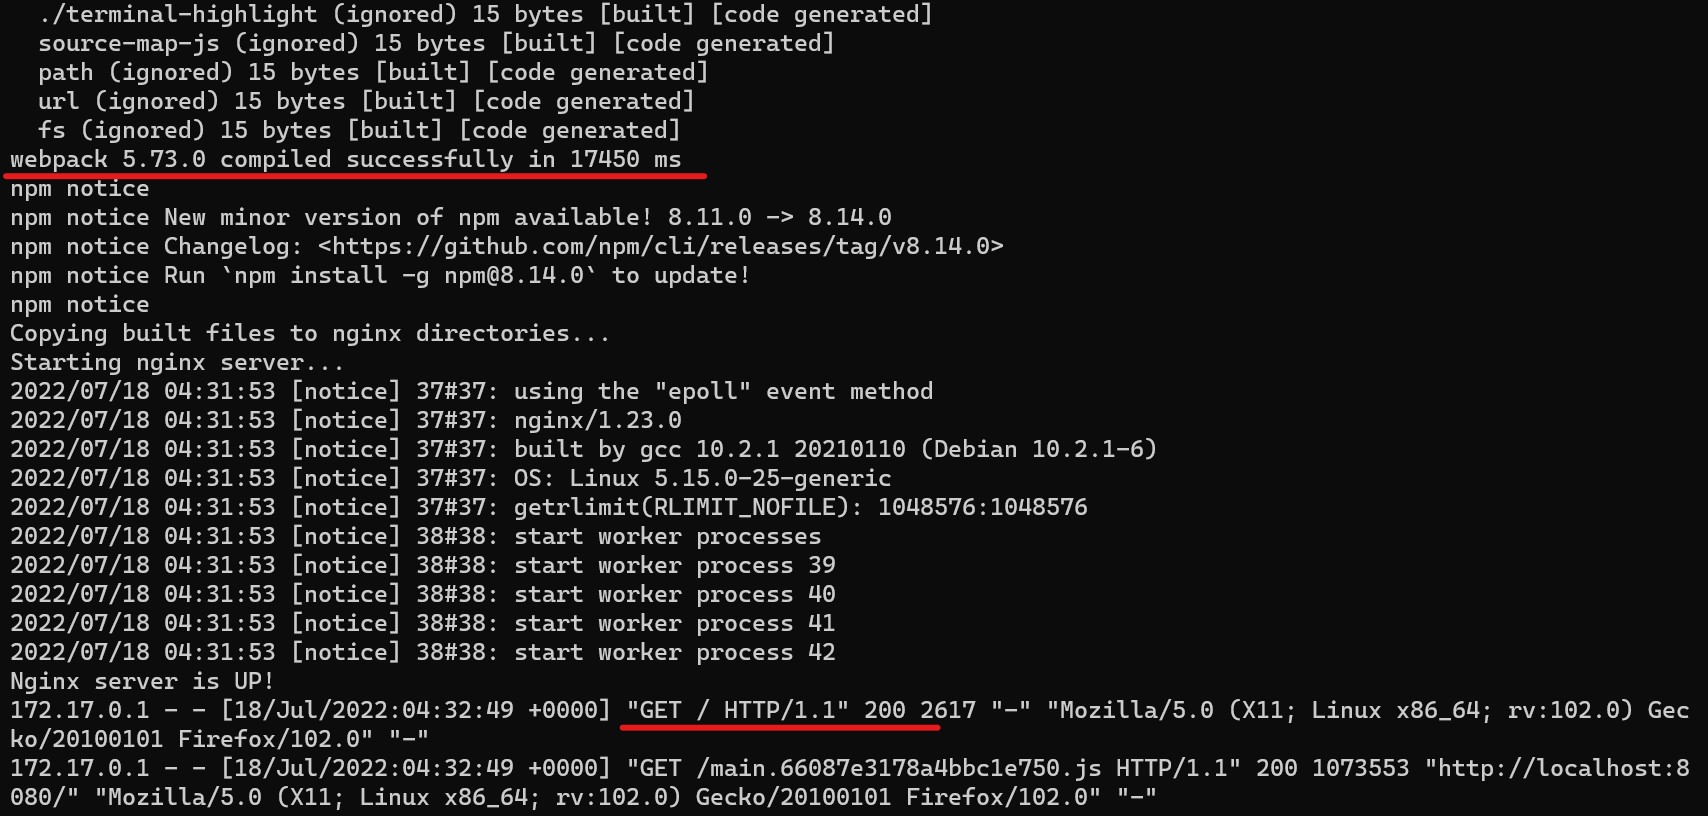 ./terminal-highlight (ignored) 15 bytes [built] [code generated]
source-map-js (ignored) 15 bytes [built] [code generated]
path (ignored) 15 bytes [built] [code generated]
url (ignored) 15 bytes [built] [code generated]
fs (ignored) 15 bytes [built] [code generated]
webpack 5.73.0 compiled successfully in 17450 ms
npm notice
npm notice New minor version of npm available! 8.11.0 -> 8.14.0
npm notice Changelog: <https://github.com/npm/cli/releases/tag/v8.14.0>
npm notice Run `npm install -g npm@8.14.0` to update!
npm notice
Copying built files to nginx directories...
Starting nginx server...
2022/07/18 04:31:53 [notice] 37#37: using the "epoll" event method
2022/07/18 04:31:53 [notice] 37#37: nginx/1.23.0
2022/07/18 04:31:53 [notice] 37#37: built by gcc 10.2.1 20210110 (Debian 10.2.1-6)
2022/07/18 04:31:53 [notice] 37#37: OS: Linux 5.15.0-25-generic
2022/07/18 04:31:53 [notice] 37#37: getrlimit(RLIMIT_NOFILE): 1048576:1048576
2022/07/18 04:31:53 [notice] 38#38: start worker processes
2022/07/18 04:31:53 [notice] 38#38: start worker process 39
2022/07/18 04:31:53 [notice] 38#38: start worker process 40
2022/07/18 04:31:53 [notice] 38#38: start worker process 41
2022/07/18 04:31:53 [notice] 38#38: start worker process 42
Nginx server is UP!
172.17.0.1 - - [18/Jul/2022:04:32:49 +0000] "GET / HTTP/1.1" 200 2617 "-" "Mozilla/5.0 (X11; Linux x86_64; rv:102.0) Gec
ko/20100101 Firefox/102.0" "-"
172.17.0.1 - - [18/Jul/2022:04:32:49 +0000] "GET /main.66087e3178a4bbc1e750.js HTTP/1.1" 200 1073553 "http://localhost:8
080/" "Mozilla/5.0 (X11; Linux x86_64; rv:102.0) Gecko/20100101 Firefox/102.0" "-"